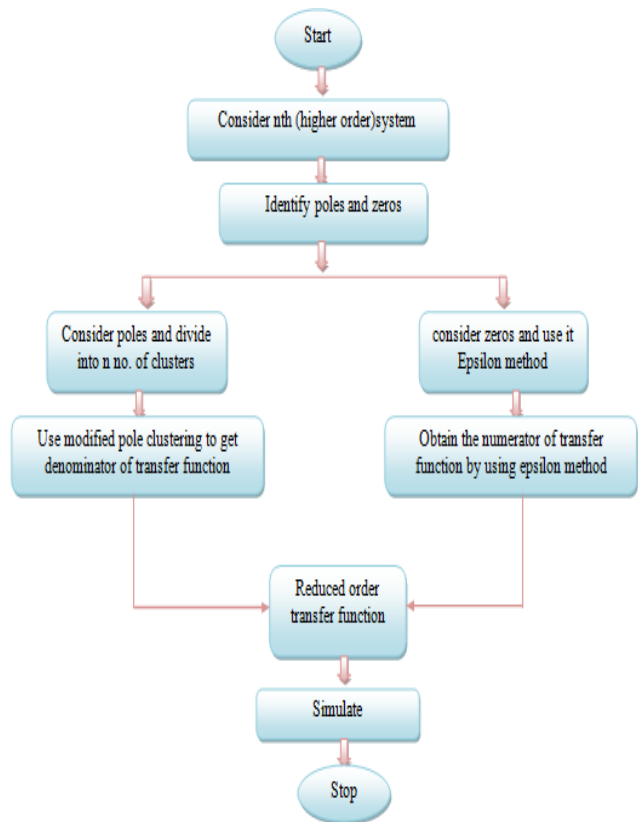 Start
Consider nth (higher order)system
Identify poles and zeros
Consider poles and divide
into n no. of clusters
consider zeros and use it
Epsilon method
Use modified pole clustering to get
denominator of transfer function
Obtain the numerator of transfer
function by using epsilon method
Reduced order
transfer function
Simulate
Stop